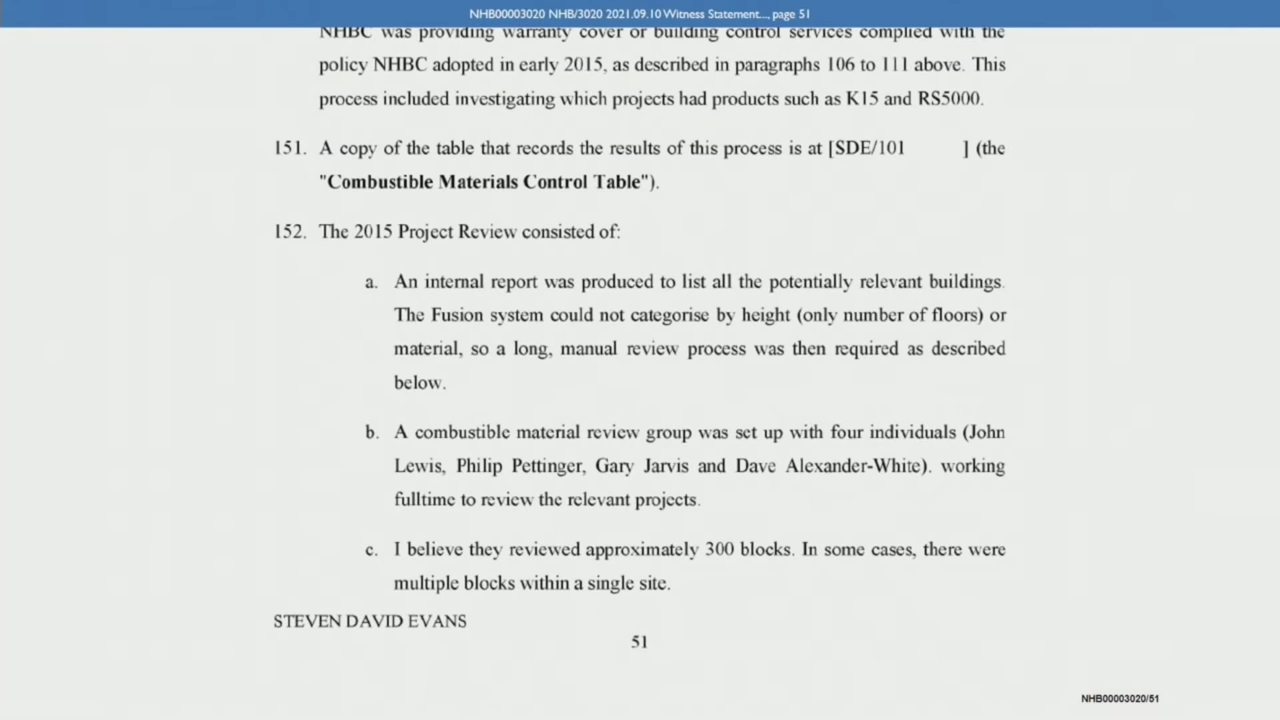 NHB00003020 NHB/3020 2021.09.10 Witness Statement..., page 51
NHBC was providing warranty cover or building control services complied with the
policy NHBC adopted in early 2015, as described in paragraphs 106 to 111 above. This
process included investigating which projects had products such as K15 and RS5000.
151. A copy of the table that records the results of this process is at [SDE/101 ] (the
"Combustible Materials Control Table").
152. The 2015 Project Review consisted of:
a. An internal report was produced to list all the potentially relevant buildings.
The Fusion system could not categorise by height (only number of floors) or
material, so a long, manual review process was then required as described
below.
b. A combustible material review group was set up with four individuals (John
Lewis, Philip Pettinger, Gary Jarvis and Dave Alexander-White). working
fulltime to review the relevant projects.
c. I believe they reviewed approximately 300 blocks. In some cases, there were
multiple blocks within a single site.
STEVEN DAVID EVANS
51
NHB00003020/51